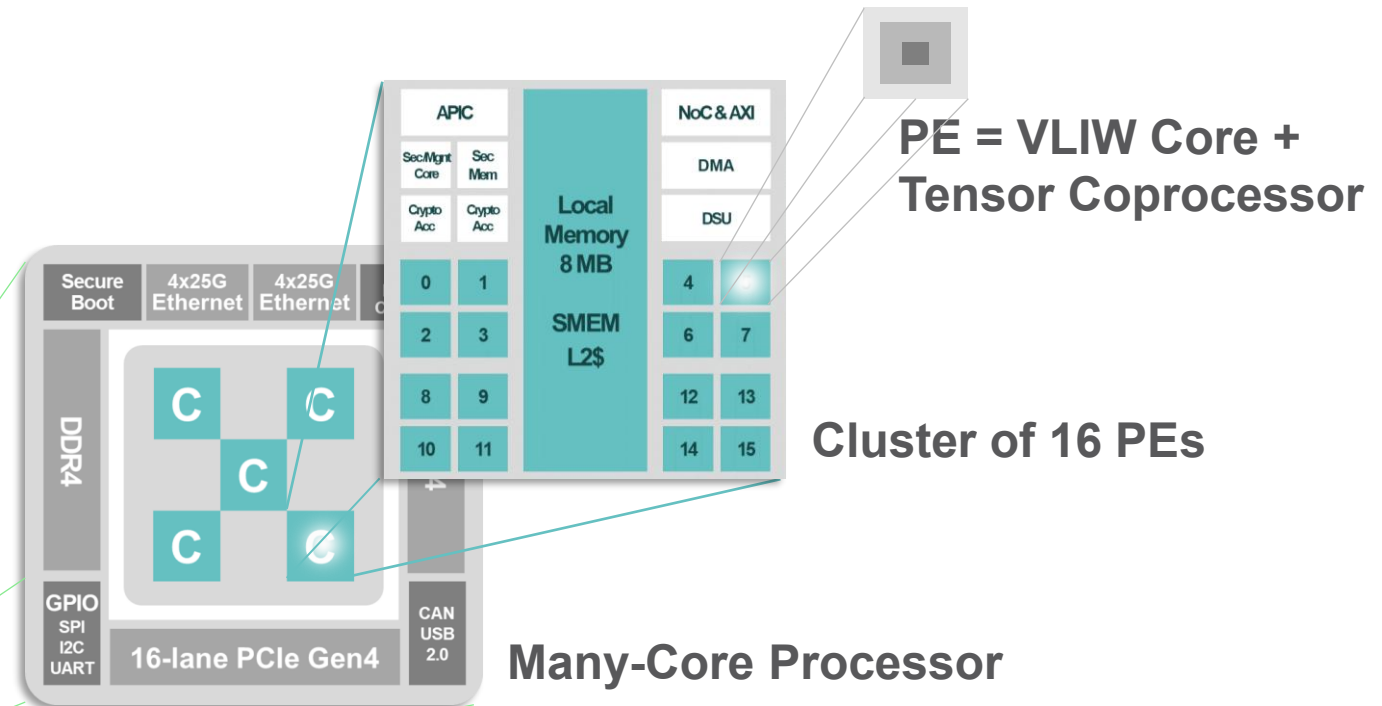 PE = VLIW Core +
Tensor Coprocessor
APIC
NoC & AXI
Sec/Mgnt
Core
Sec
Mem
DMA
Crypto
Acc
Crypto
Acc
DSU
Local
Memory
8 MB
SMEM
L2$
0
1
4
2
3
6
7
8
9
12
13
10
11
14
15
Cluster of 16 PEs
Secure
Boot
4x25G
Ethernet
4x25G
Ethernet
DDR4
C
C
C
C
C
4
GPIO
SPI
I2C
UART
16-lane PCIe Gen4
CAN
USB
2.0
Many-Core Processor